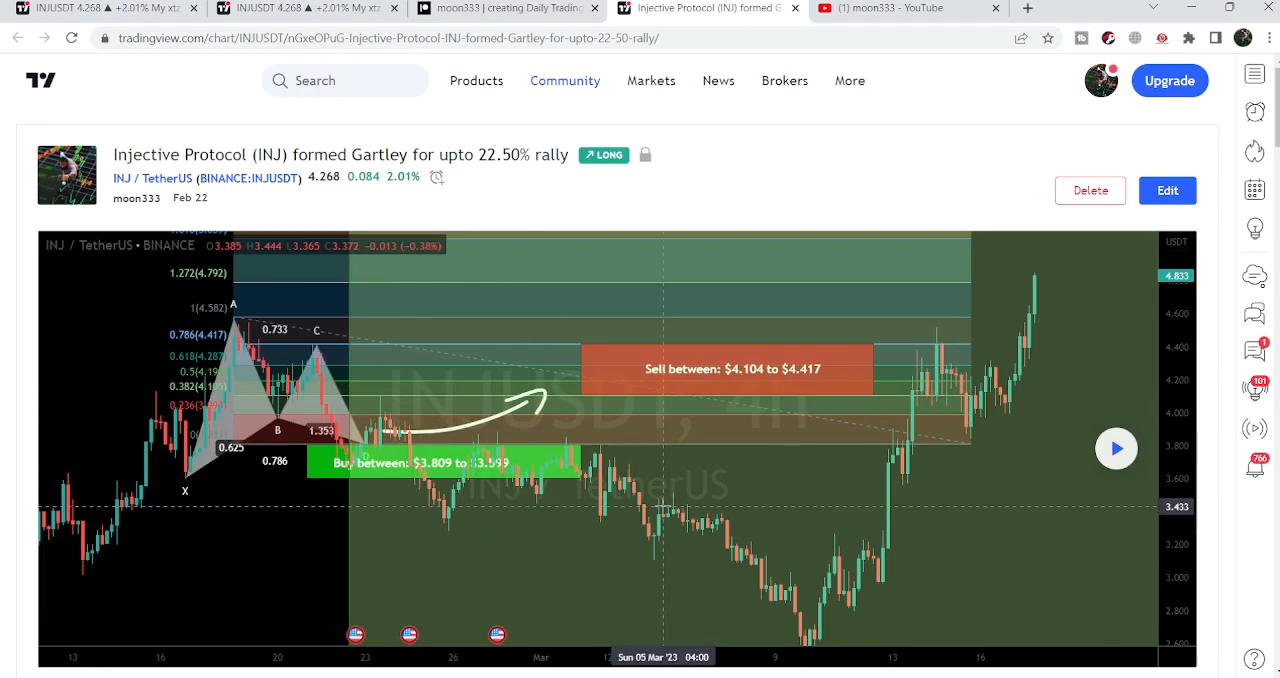 INJUSDT 4.268 ▲ +2.01% My xtz
INJUSDT 4.268 ▲ +2.01% My xtz
moon333 | creating Daily Trading
Injective Protocol (INJ) formed G
(1) moon333 - YouTube
tradingview.com/chart/INJUSDT/nGxeOPuG-Injective-Protocol-INJ-formed-Gartley-for-upto-22-50-rally/
Search
Products
Community
Markets
News
Brokers
More
Upgrade
Injective Protocol (INJ) formed Gartley for upto 22.50% rally
LONG
INJ / TetherUS (BINANCE:INJUSDT) 4.268 0.084 2.01%
moon333 Feb 22
Delete
Edit
INJ / TetherUS • BINANCE O3.385 H3.444 L3.365 C3.372 −0.013 (−0.38%)
USDT
1.272(4.792)
4.833
1(4.582)
A
4.600
0.733
C
0.786(4.417)
4.400
0.618(4.287)
Sell between: $4.104 to $4.417
4.200
INJUSDT, 4h
4.000
B
1.353
0.625
D
3.800
0.786
Buy between: $3.809 to $3.599
X
INJ / TetherUS
3.600
3.433
3.200
3.000
2.800
2.600
13
16
20
23
26
Mar
Sun 05 Mar '23 04:00
9
13
16
1
101
766